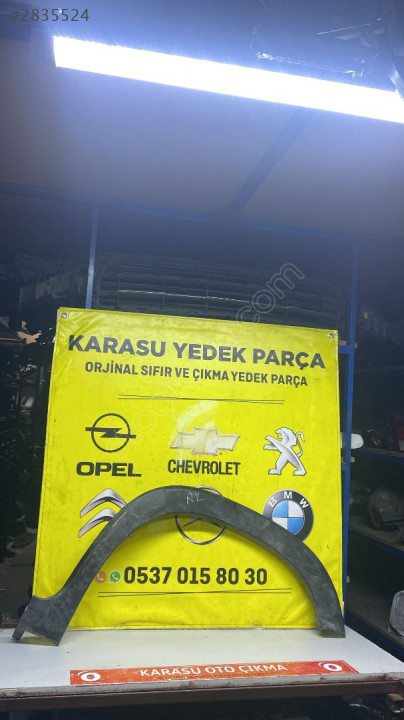 KARASU YEDEK PARÇA
ORJİNAL SIFIR VE ÇIKMA YEDEK PARÇA
OPEL
CHEVROLET
BMW
0537 015 80 30
KARASU OTO ÇIKMA